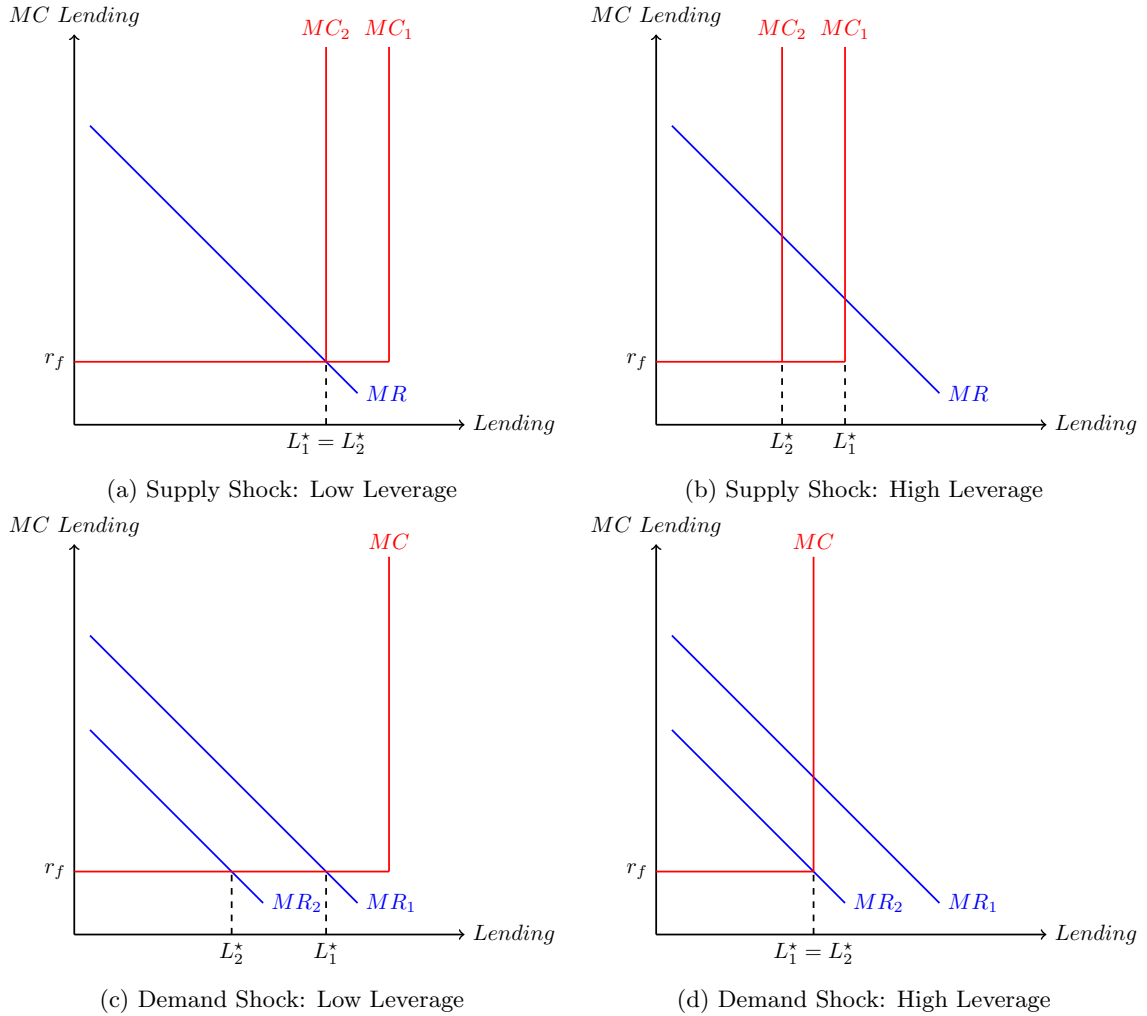 MC Lending
MC₂ MC₁
r_f
MR
Lending
L₁⋆ = L₂⋆
(a) Supply Shock: Low Leverage
MC Lending
MC₂ MC₁
r_f
MR
Lending
L₂⋆ L₁⋆
(b) Supply Shock: High Leverage
MC Lending
MC
r_f
MR₂ MR₁
Lending
L₂⋆ L₁⋆
(c) Demand Shock: Low Leverage
MC Lending
MC
r_f
MR₂ MR₁
Lending
L₁⋆ = L₂⋆
(d) Demand Shock: High Leverage